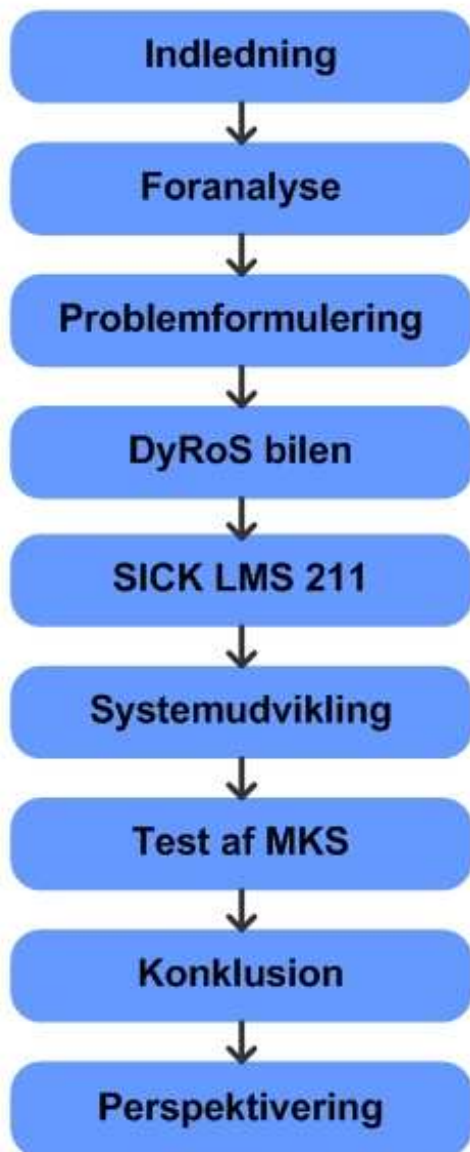 Indledning
Foranalyse
Problemformulering
DyRoS bilen
SICK LMS 211
Systemudvikling
Test af MKS
Konklusion
Perspektivering